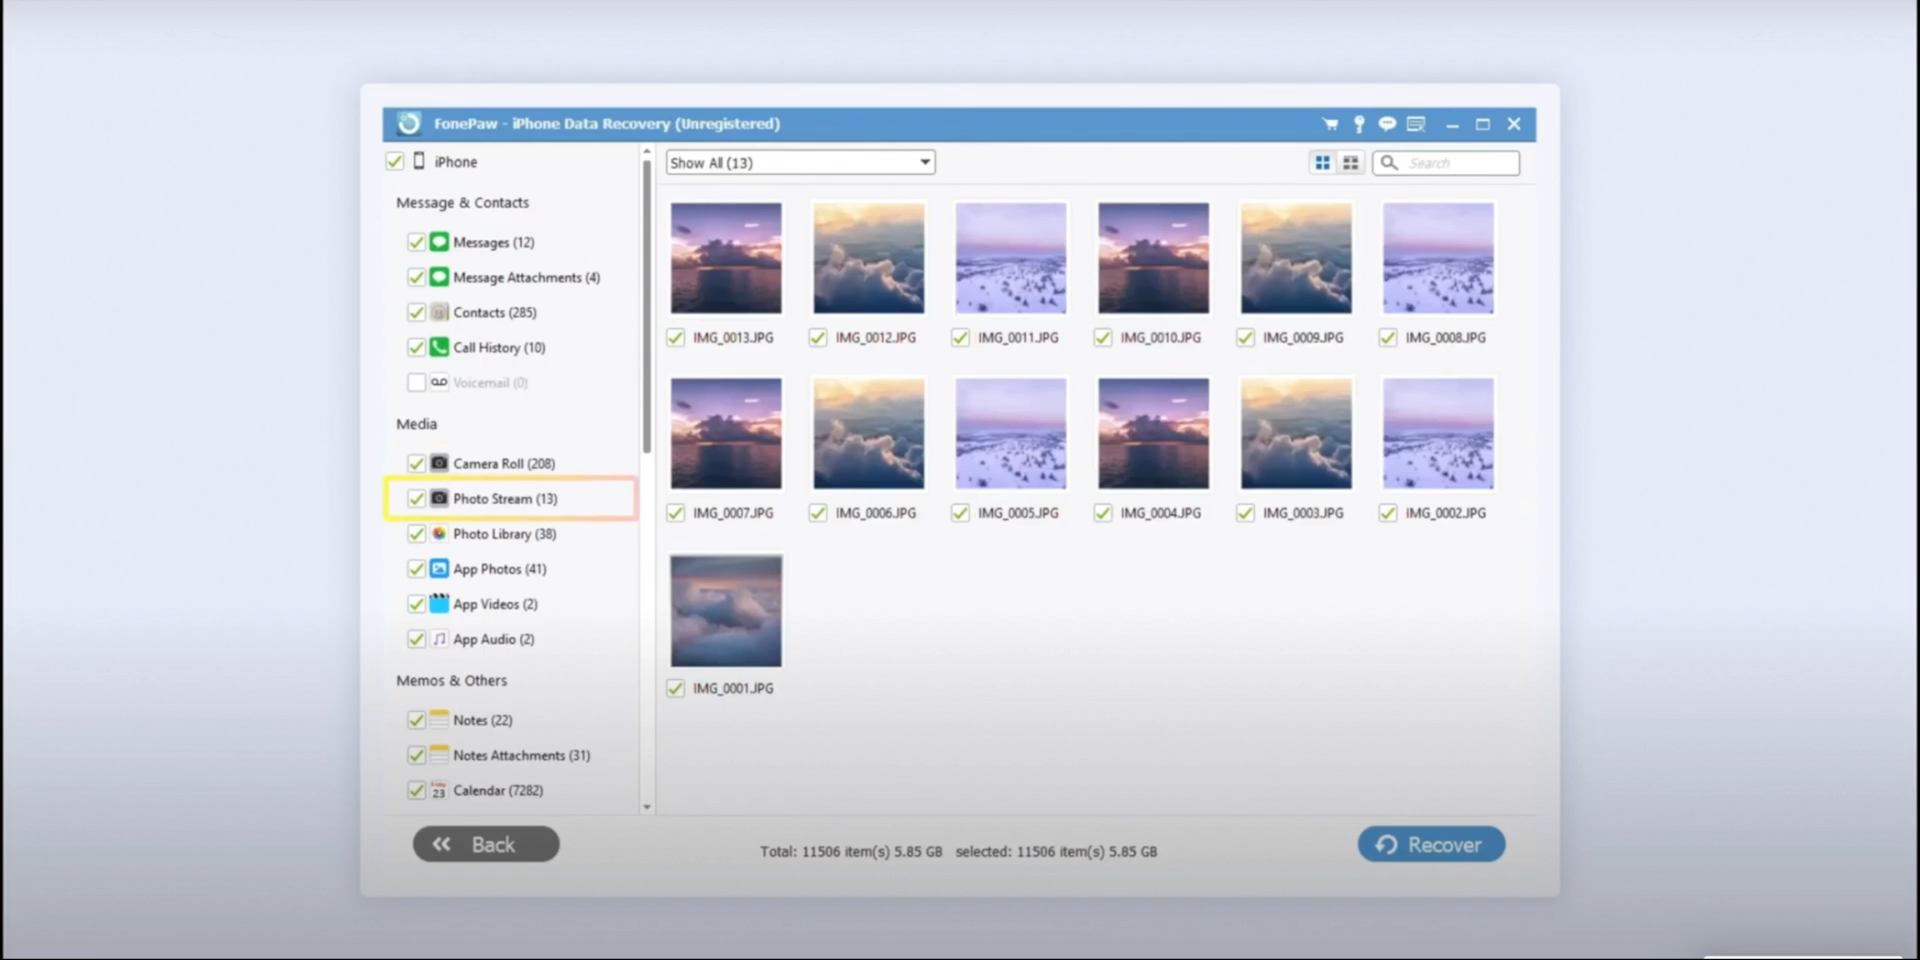 FonePaw - iPhone Data Recovery (Unregistered)
iPhone
Show All (13)
Search
Message & Contacts
Messages (12)
Message Attachments (4)
Contacts (285)
Call History (10)
Voicemail (0)
Media
Camera Roll (208)
Photo Stream (13)
Photo Library (38)
App Photos (41)
App Videos (2)
App Audio (2)
Memos & Others
Notes (22)
Notes Attachments (31)
23
Calendar (7282)
IMG_0013.JPG IMG_0012.JPG IMG_0011.JPG IMG_0010.JPG IMG_0009.JPG IMG_0008.JPG
IMG_0007.JPG IMG_0006.JPG IMG_0005.JPG IMG_0004.JPG IMG_0003.JPG IMG_0002.JPG
IMG_0001.JPG
Back
Total: 11506 item(s) 5.85 GB selected: 11506 item(s) 5.85 GB
Recover